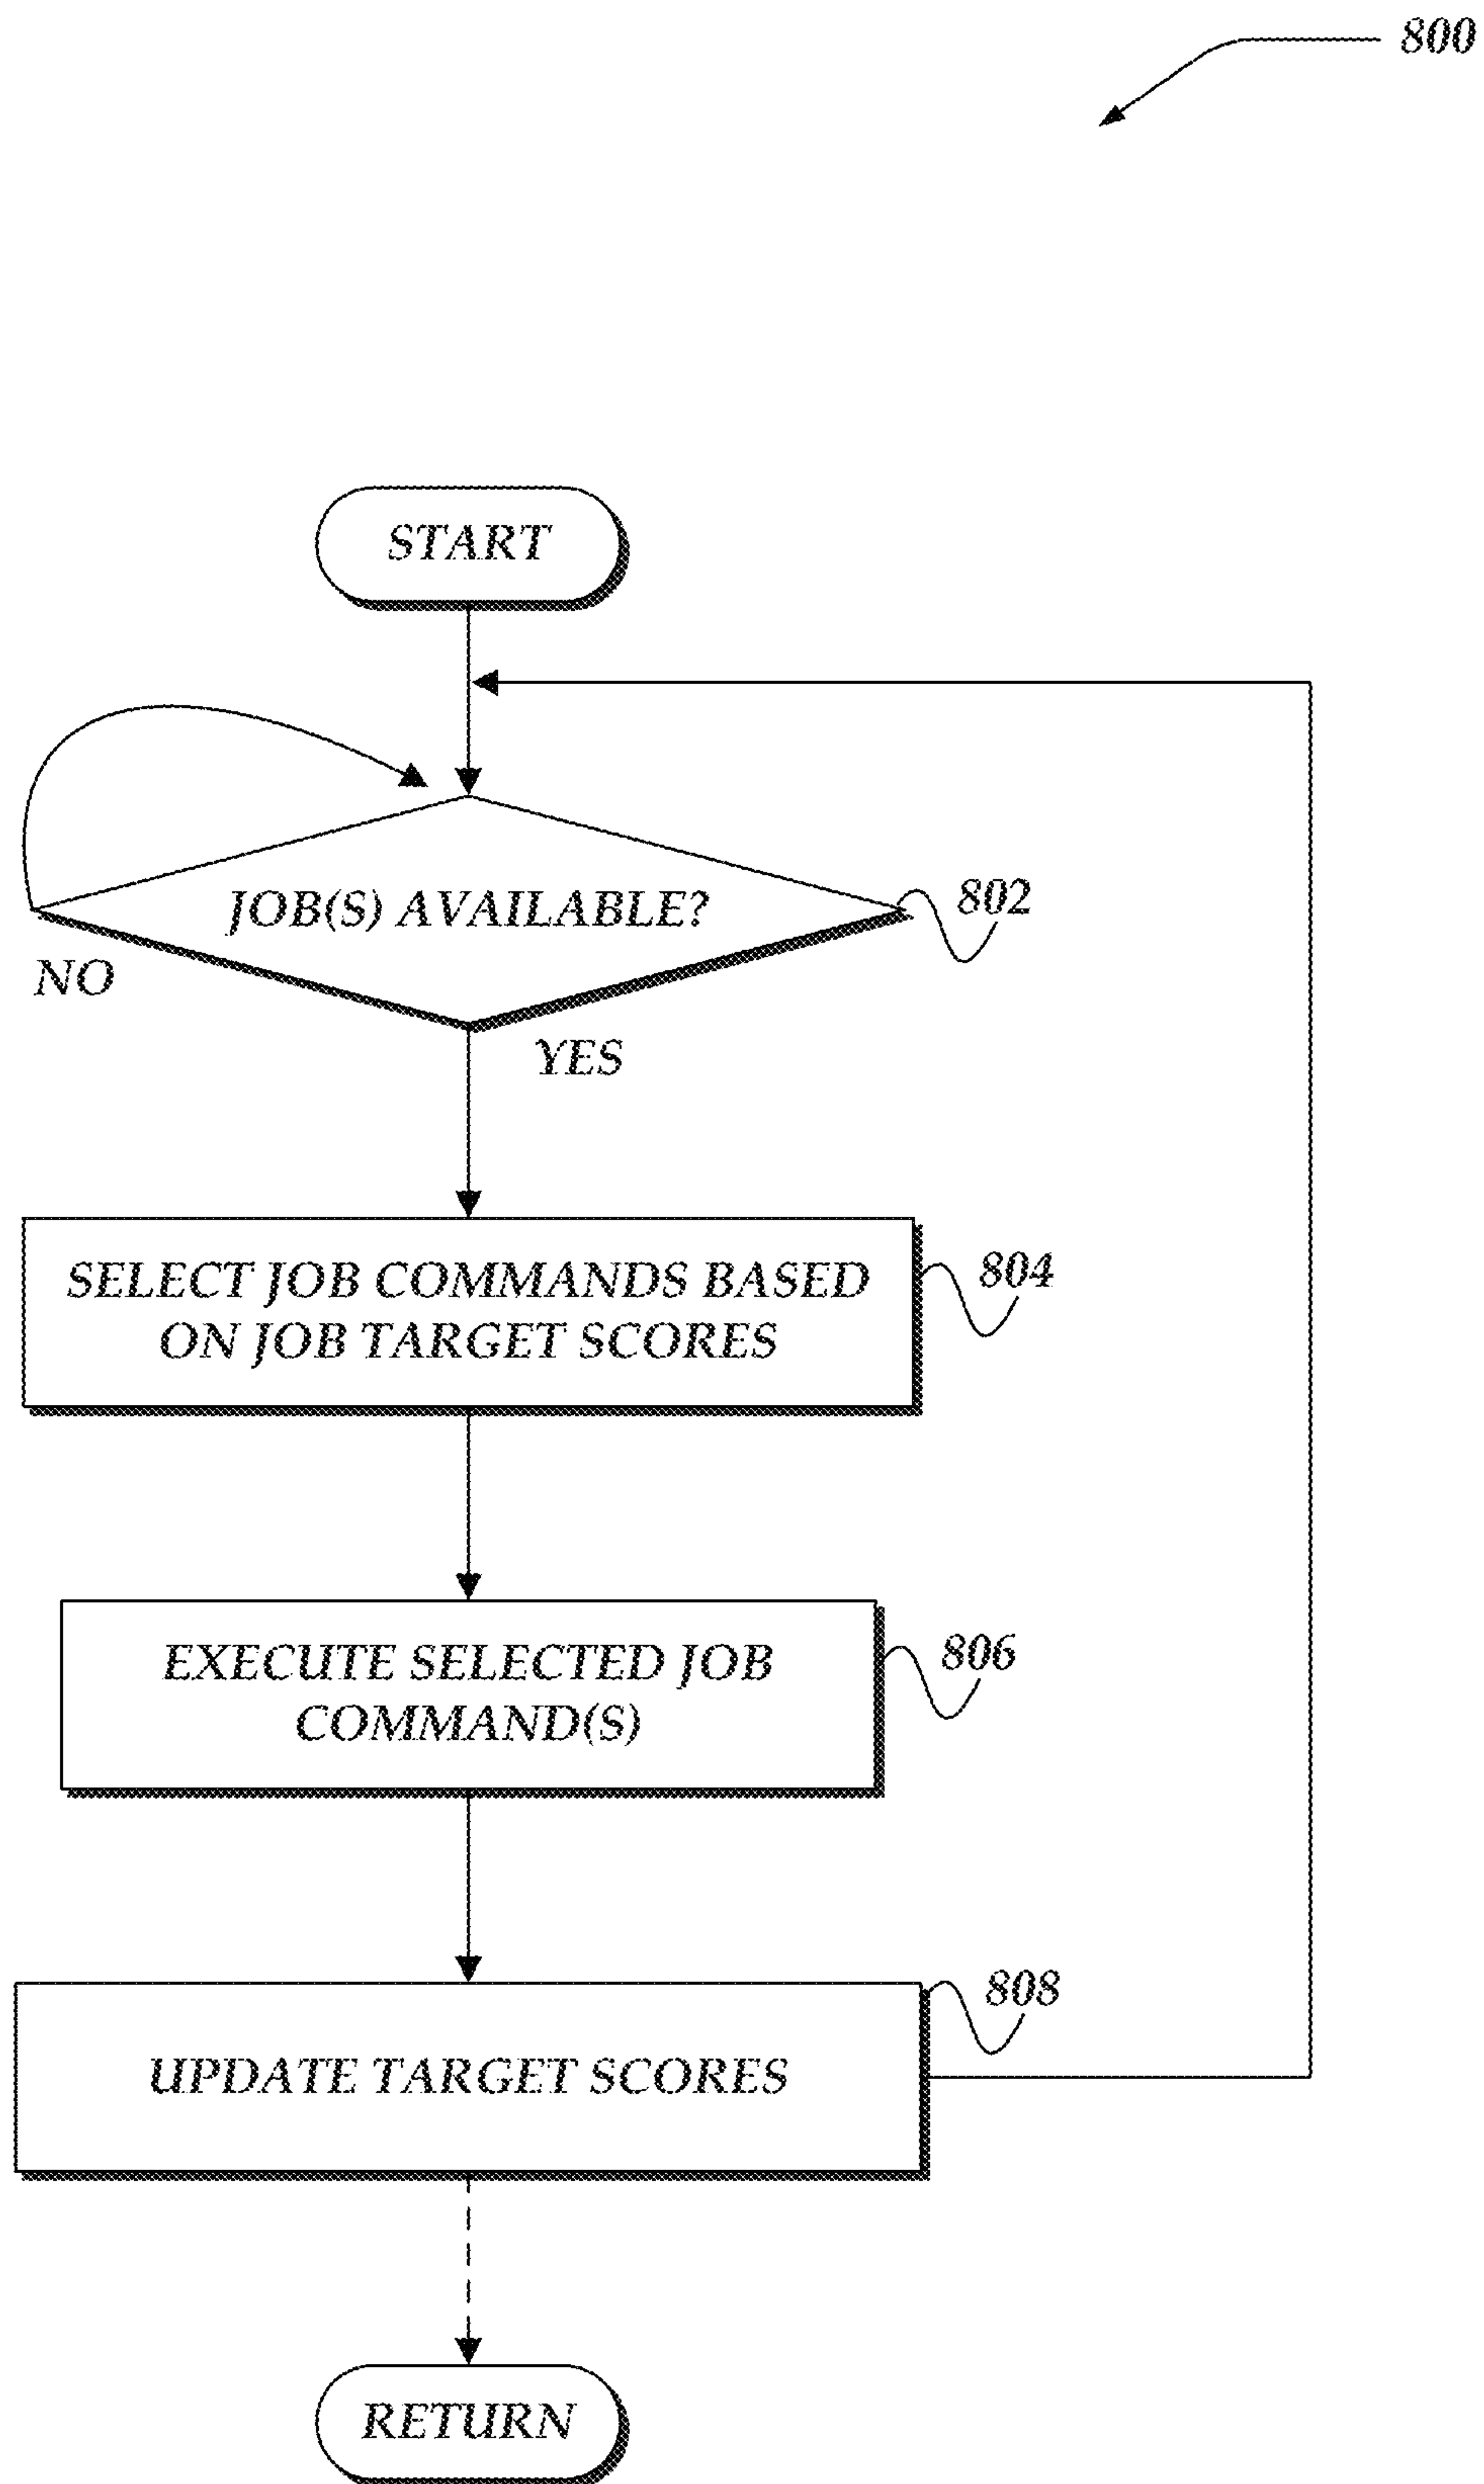 800
START
JOB(S) AVAILABLE?
802
NO
YES
SELECT JOB COMMANDS BASED
ON JOB TARGET SCORES
804
EXECUTE SELECTED JOB
COMMAND(S)
806
UPDATE TARGET SCORES
808
RETURN